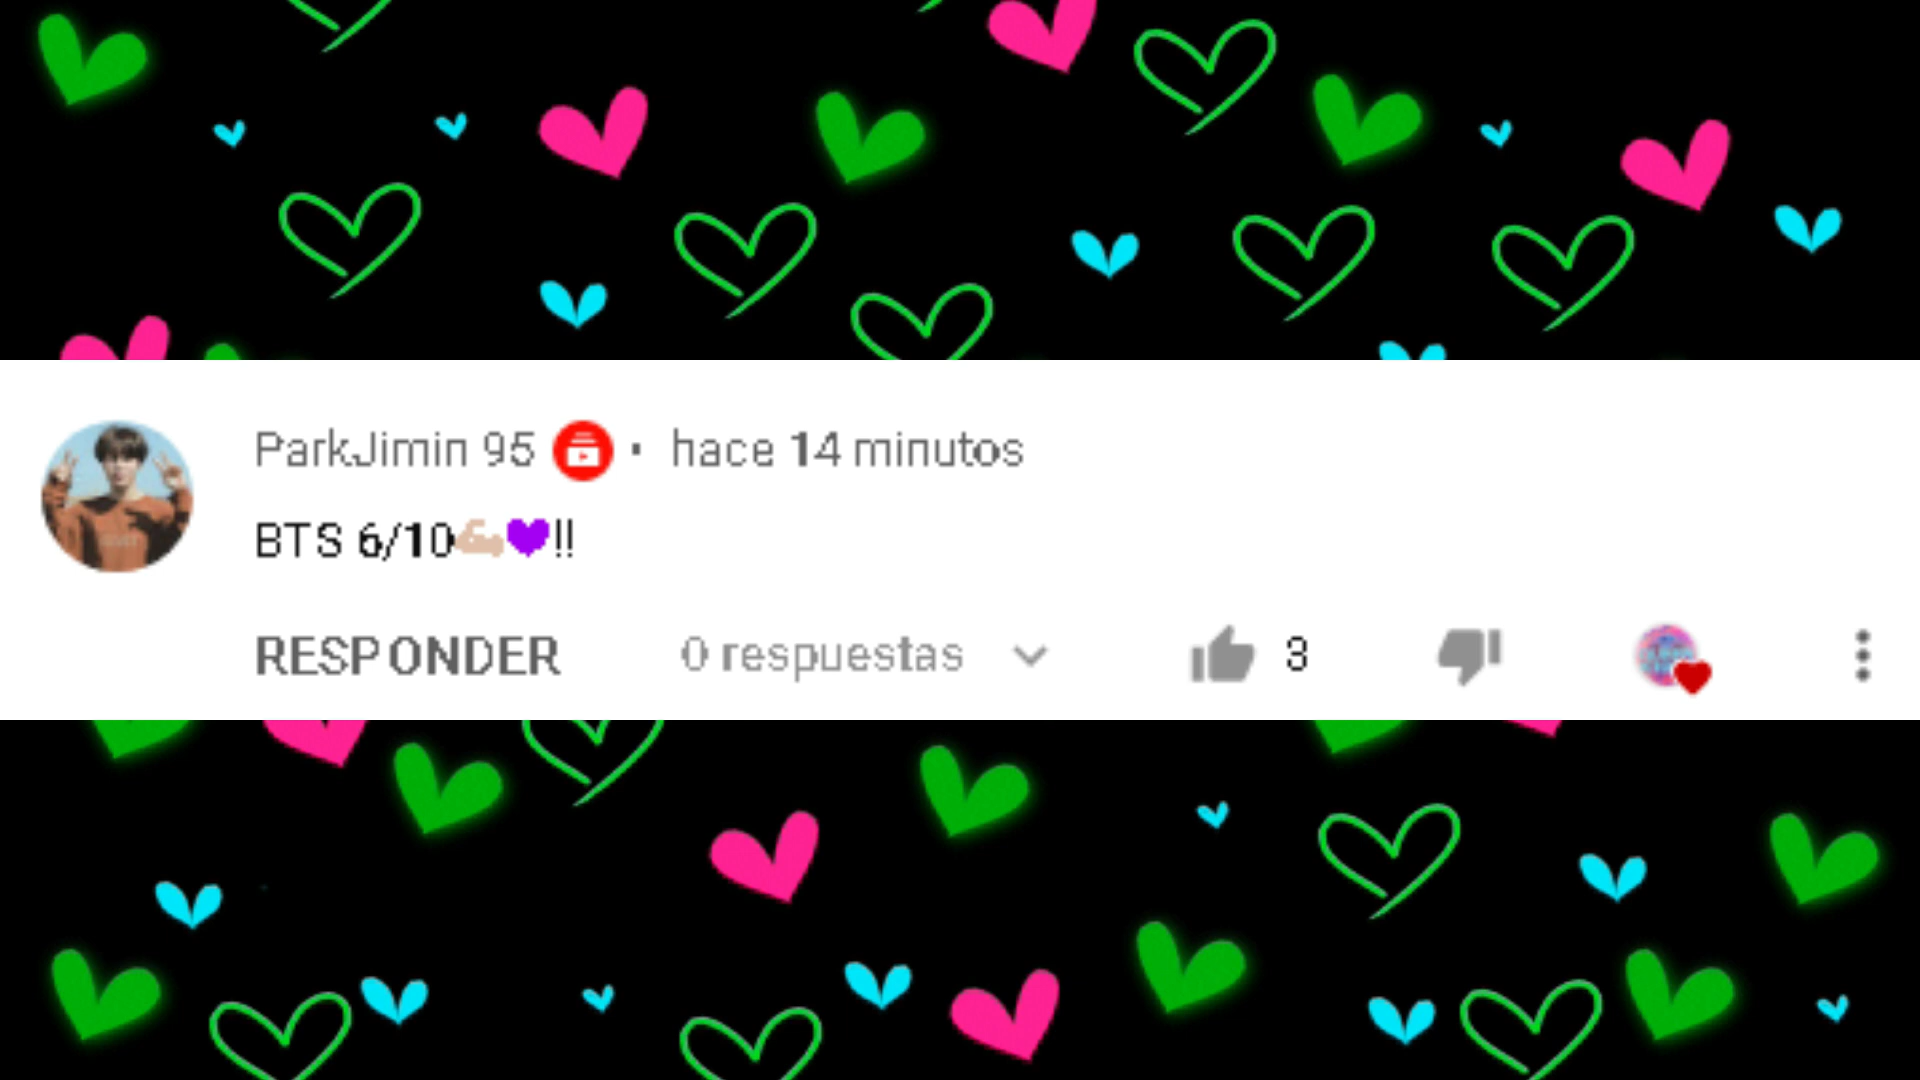 ParkJimin 95 · hace 14 minutos
BTS 6/10💪🏼💜!!
RESPONDER 0 respuestas 3